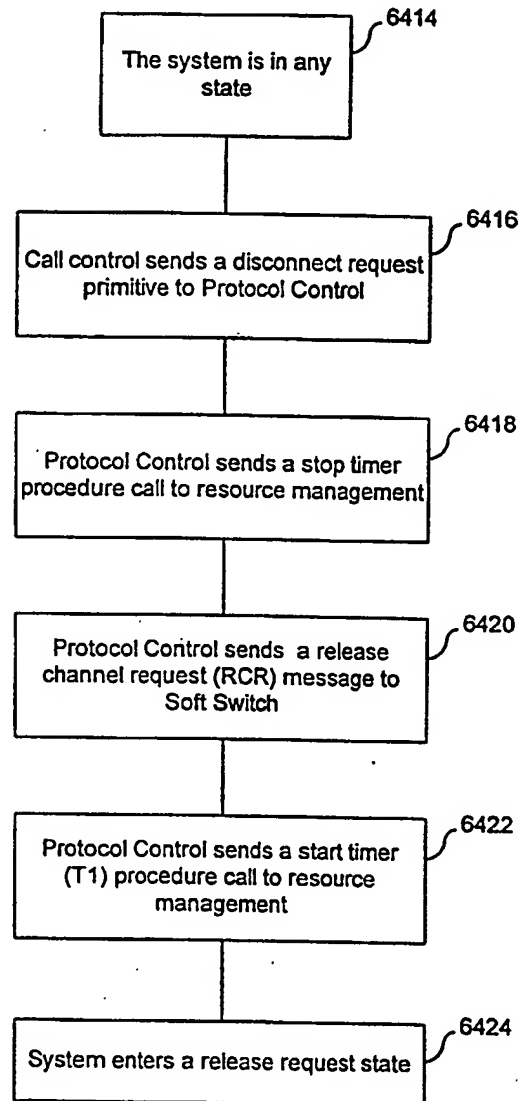 6414
The system is in any
state
6416
Call control sends a disconnect request
primitive to Protocol Control
6418
Protocol Control sends a stop timer
procedure call to resource management
6420
Protocol Control sends a release
channel request (RCR) message to
Soft Switch
6422
Protocol Control sends a start timer
(T1) procedure call to resource
management
6424
System enters a release request state